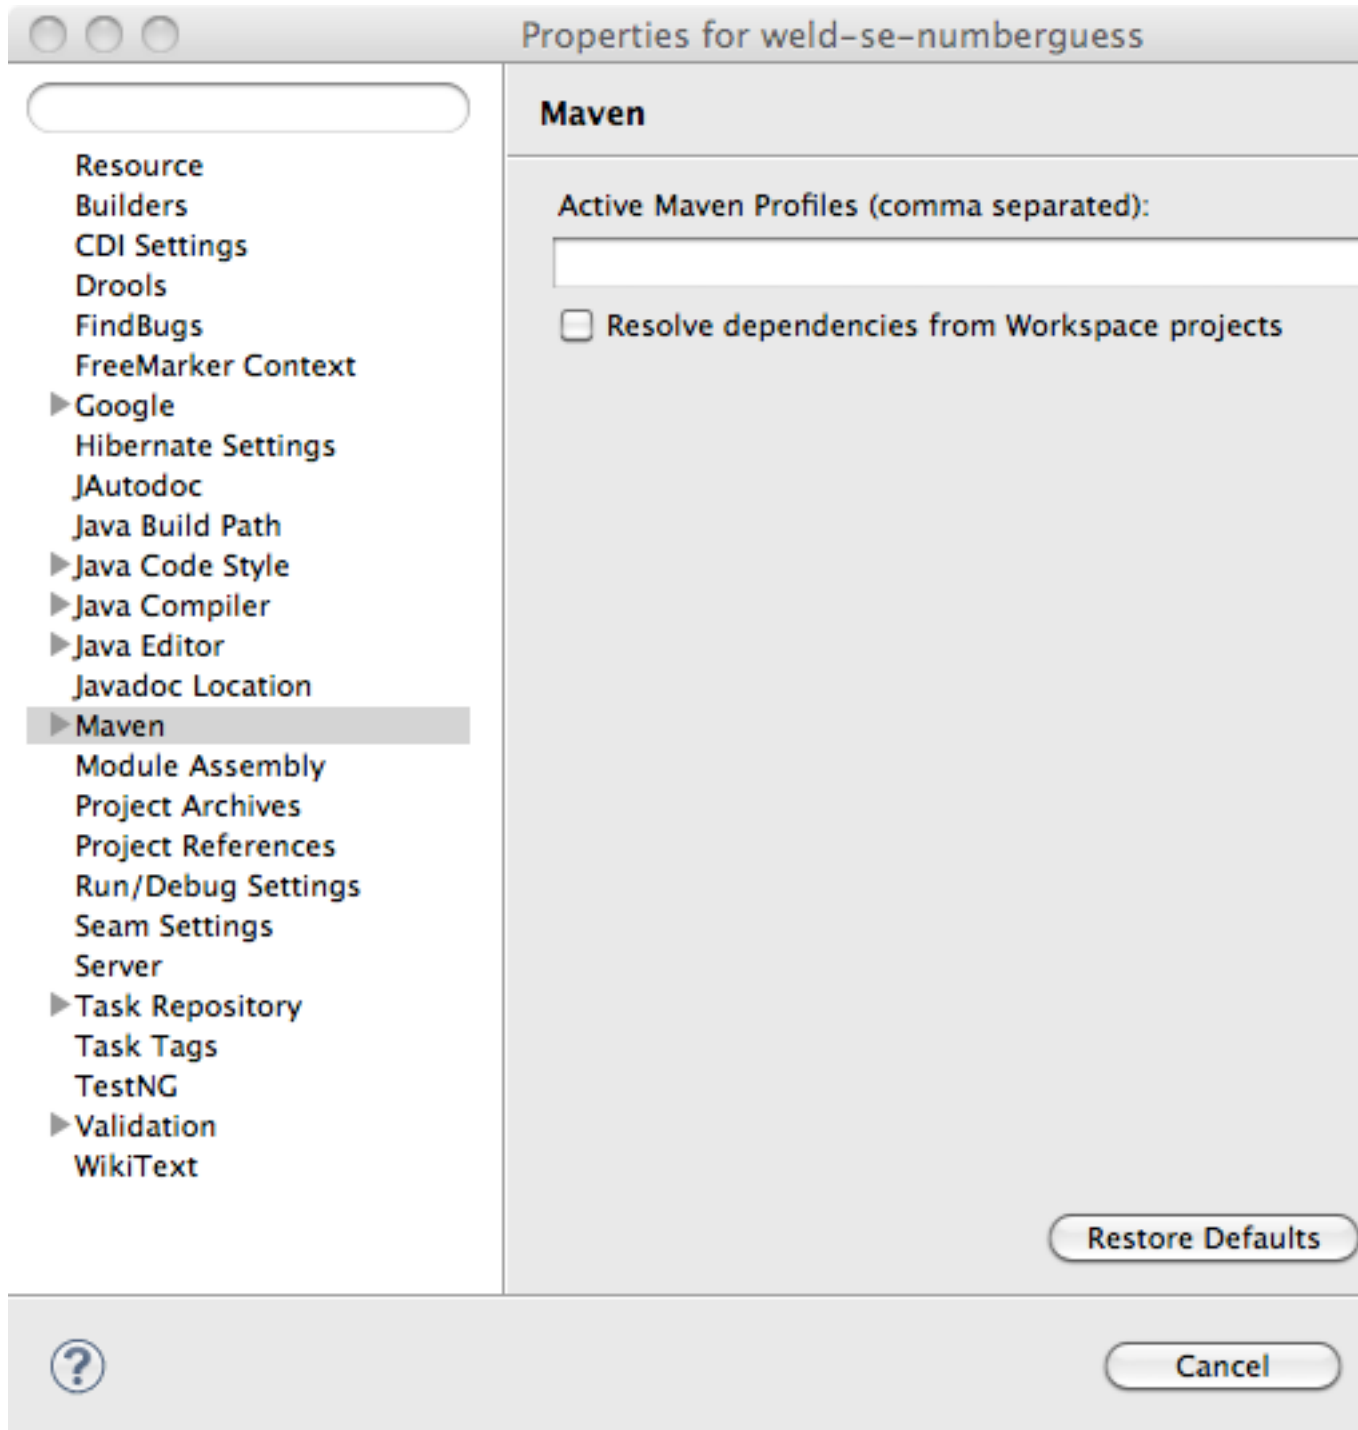 Properties for weld-se-numberguess
Maven
Resource
Builders
CDI Settings
Drools
FindBugs
FreeMarker Context
Google
Hibernate Settings
JAutodoc
Java Build Path
Java Code Style
Java Compiler
Java Editor
Javadoc Location
Maven
Module Assembly
Project Archives
Project References
Run/Debug Settings
Seam Settings
Server
Task Repository
Task Tags
TestNG
Validation
WikiText
Active Maven Profiles (comma separated):
Resolve dependencies from Workspace projects
Restore Defaults
?
Cancel